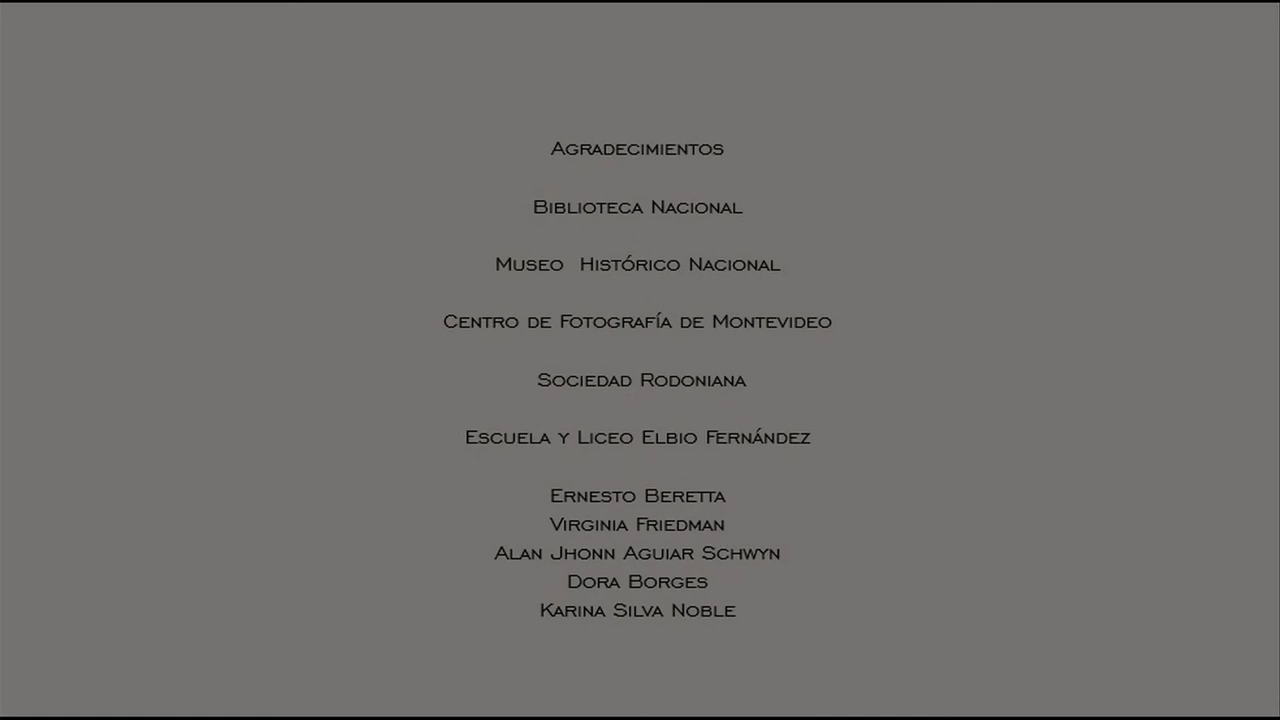 Agradecimientos
Biblioteca Nacional
Museo  Histórico Nacional
Centro de Fotografía de Montevideo
Sociedad Rodoniana
Escuela y Liceo Elbio Fernández
Ernesto Beretta
Virginia Friedman
Alan Jhonn Aguiar Schwyn
Dora Borges
Karina Silva Noble